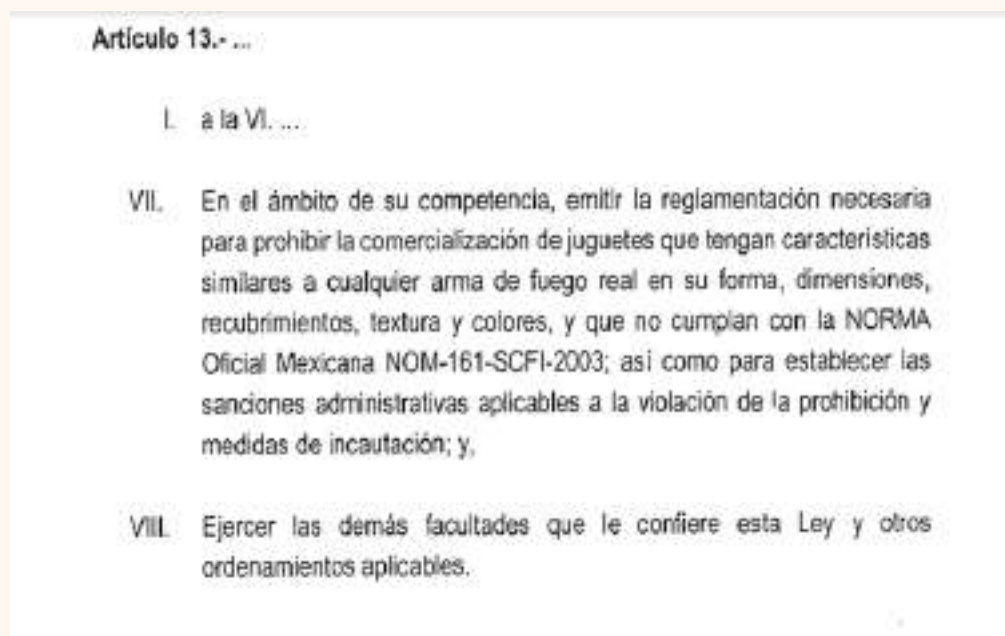 Artículo 13.- ...
I. a la VI. ...
VII. En el ámbito de su competencia, emitir la reglamentación necesaria
para prohibir la comercialización de juguetes que tengan características
similares a cualquier arma de fuego real en su forma, dimensiones,
recubrimientos, textura y colores, y que no cumplan con la NORMA
Oficial Mexicana NOM-161-SCFI-2003; así como para establecer las
sanciones administrativas aplicables a la violación de la prohibición y
medidas de incautación; y,
VIII. Ejercer las demás facultades que le confiere esta Ley y otros
ordenamientos aplicables.